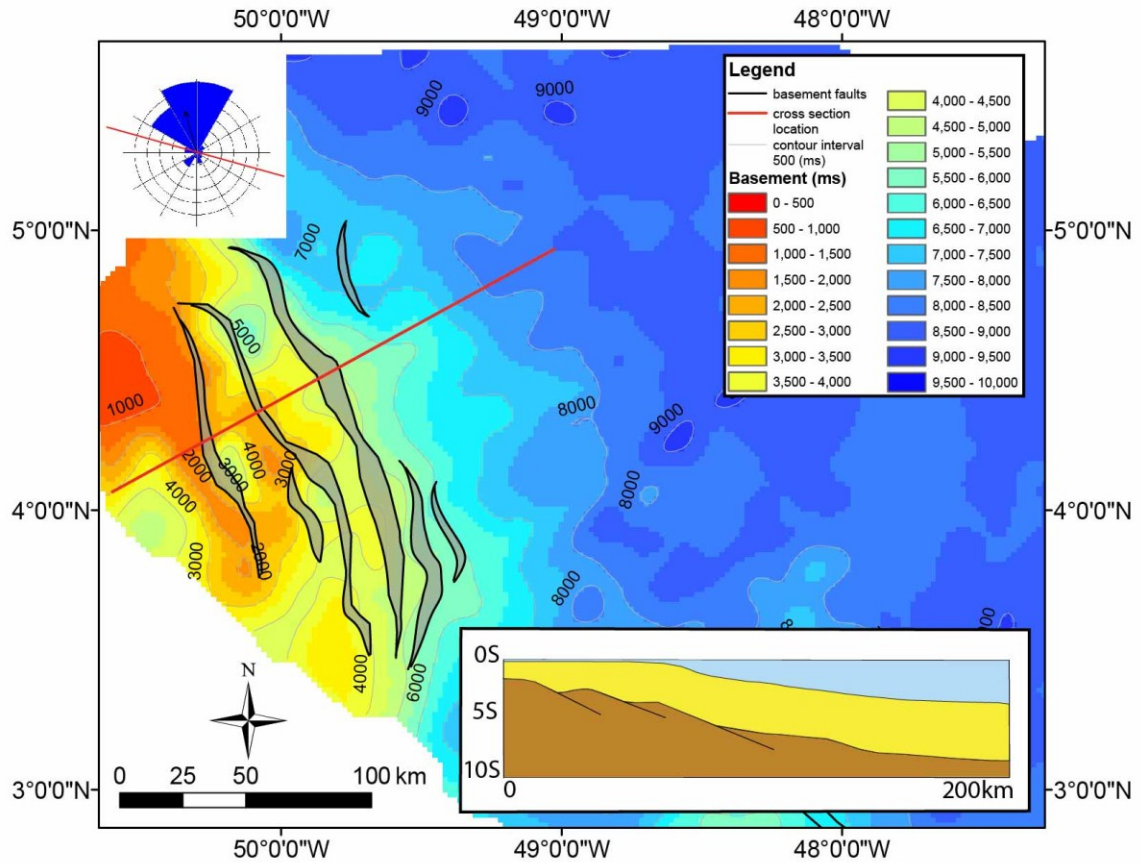 50°0'0"W
49°0'0"W
48°0'0"W
9000
9000
Legend
basement faults
cross section
location
contour interval
500 (ms)
Basement (ms)
0 - 500
500 - 1,000
1,000 - 1,500
1,500 - 2,000
2,000 - 2,500
2,500 - 3,000
3,000 - 3,500
3,500 - 4,000
4,000 - 4,500
4,500 - 5,000
5,000 - 5,500
5,500 - 6,000
6,000 - 6,500
6,500 - 7,000
7,000 - 7,500
7,500 - 8,000
8,000 - 8,500
8,500 - 9,000
9,000 - 9,500
9,500 - 10,000
5°0'0"N
5°0'0"N
7000
5000
1000
8000
9000
2000
3000
4000
3000
4000
8000
4°0'0"N
4°0'0"N
3000
2000
8000
4000
6000
8
9000
N
0 25 50 100 km
0S
5S
10S
0
200km
3°0'0"N
3°0'0"N
50°0'0"W
49°0'0"W
48°0'0"W